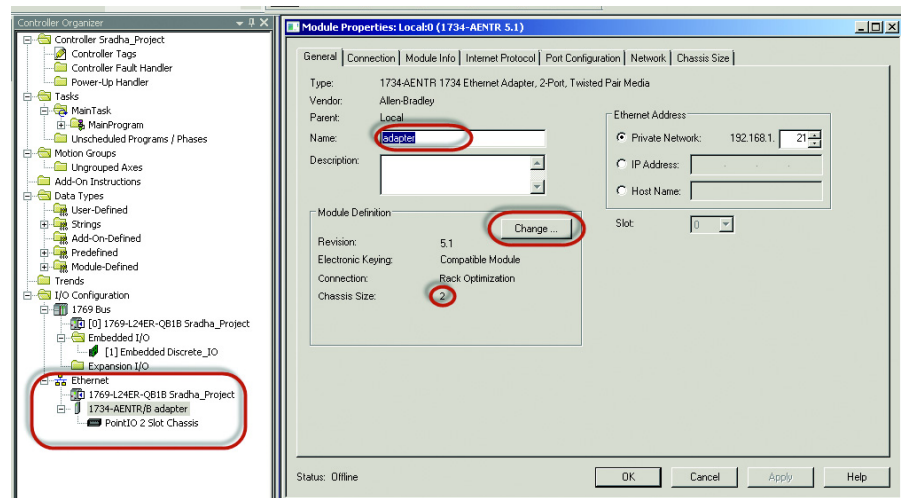 Controller Organizer
Controller Sradha_Project
Controller Tags
Controller Fault Handler
Power-Up Handler
Tasks
MainTask
MainProgram
Unscheduled Programs / Phases
Motion Groups
Ungrouped Axes
Add-On Instructions
Data Types
User-Defined
Strings
Add-On-Defined
Predefined
Module-Defined
Trends
I/O Configuration
1769 Bus
[0] 1769-L24ER-QB1B Sradha_Project
Embedded I/O
[1] Embedded Discrete_IO
Expansion I/O
Ethernet
1769-L24ER-QB1B Sradha_Project
1734-AENTR/B adapter
PointIO 2 Slot Chassis
Module Properties: Local:0 (1734-AENTR 5.1)
General Connection Module Info Internet Protocol Port Configuration Network Chassis Size
Type: 1734-AENTR 1734 Ethernet Adapter, 2-Port, Twisted Pair Media
Vendor: Allen-Bradley
Parent: Local
Name: adapter
Description:
Ethernet Address
Private Network: 192.168.1. 21
IP Address:
Host Name:
Slot: 0
Module Definition
Change ...
Revision: 5.1
Electronic Keying: Compatible Module
Connection: Rack Optimization
Chassis Size: 2
Status: Offline
OK Cancel Apply Help